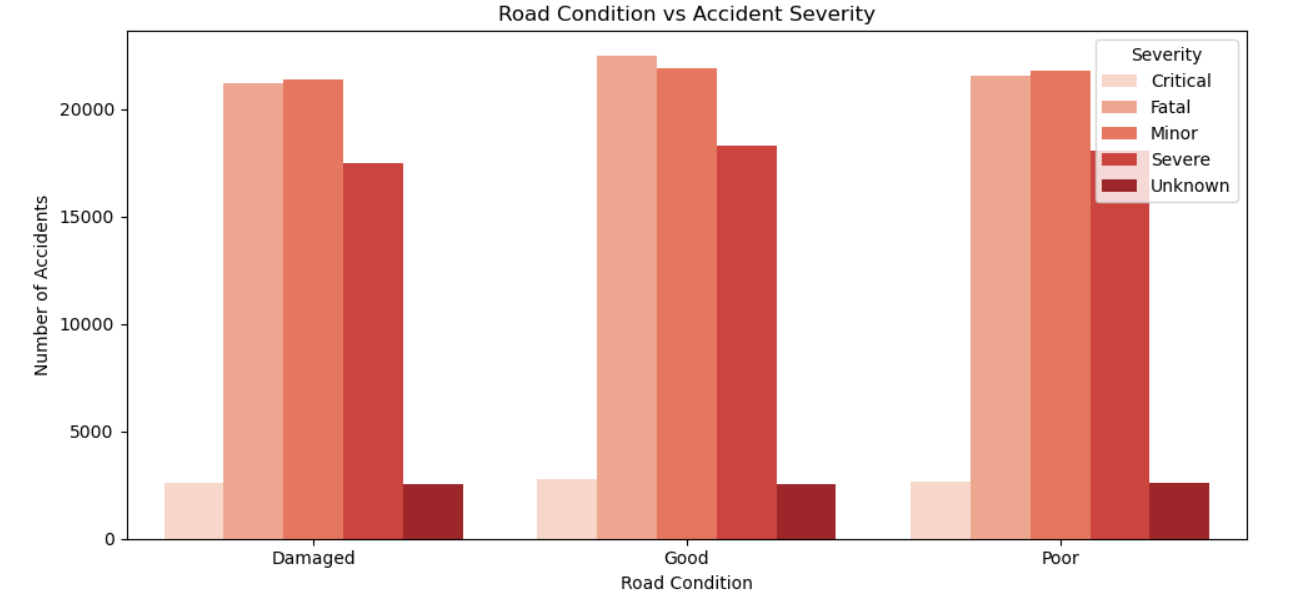 Road Condition vs Accident Severity
Severity
Critical
Fatal
Minor
Severe
Unknown
Number of Accidents
20000
15000
10000
5000
0
Damaged
Good
Poor
Road Condition